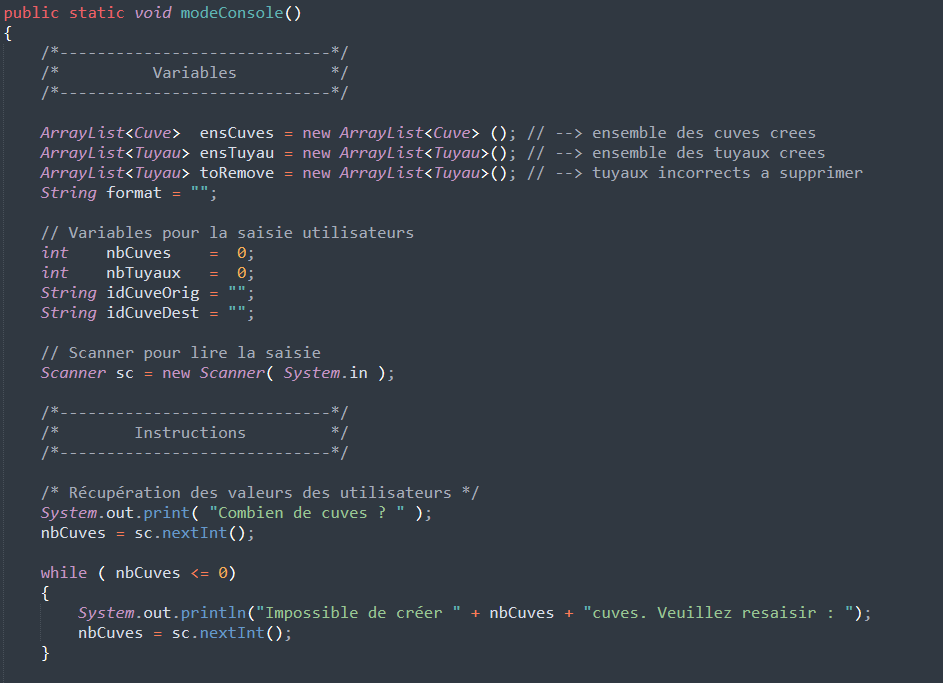 public static void modeConsole()
{
    /*-----------------------------*/
    /*          Variables          */
    /*-----------------------------*/
    ArrayList<Cuve>  ensCuves = new ArrayList<Cuve> (); // --> ensemble des cuves crees
    ArrayList<Tuyau> ensTuyau = new ArrayList<Tuyau>(); // --> ensemble des tuyaux crees
    ArrayList<Tuyau> toRemove = new ArrayList<Tuyau>(); // --> tuyaux incorrects a supprimer
    String format = "";
    // Variables pour la saisie utilisateurs
    int    nbCuves    =  0;
    int    nbTuyaux   =  0;
    String idCuveOrig = "";
    String idCuveDest = "";
    // Scanner pour lire la saisie
    Scanner sc = new Scanner( System.in );
    /*-----------------------------*/
    /*        Instructions         */
    /*-----------------------------*/
    /* Récupération des valeurs des utilisateurs */
    System.out.print( "Combien de cuves ? " );
    nbCuves = sc.nextInt();
    while ( nbCuves <= 0)
    {
        System.out.println("Impossible de créer " + nbCuves + "cuves. Veuillez resaisir : ");
        nbCuves = sc.nextInt();
    }